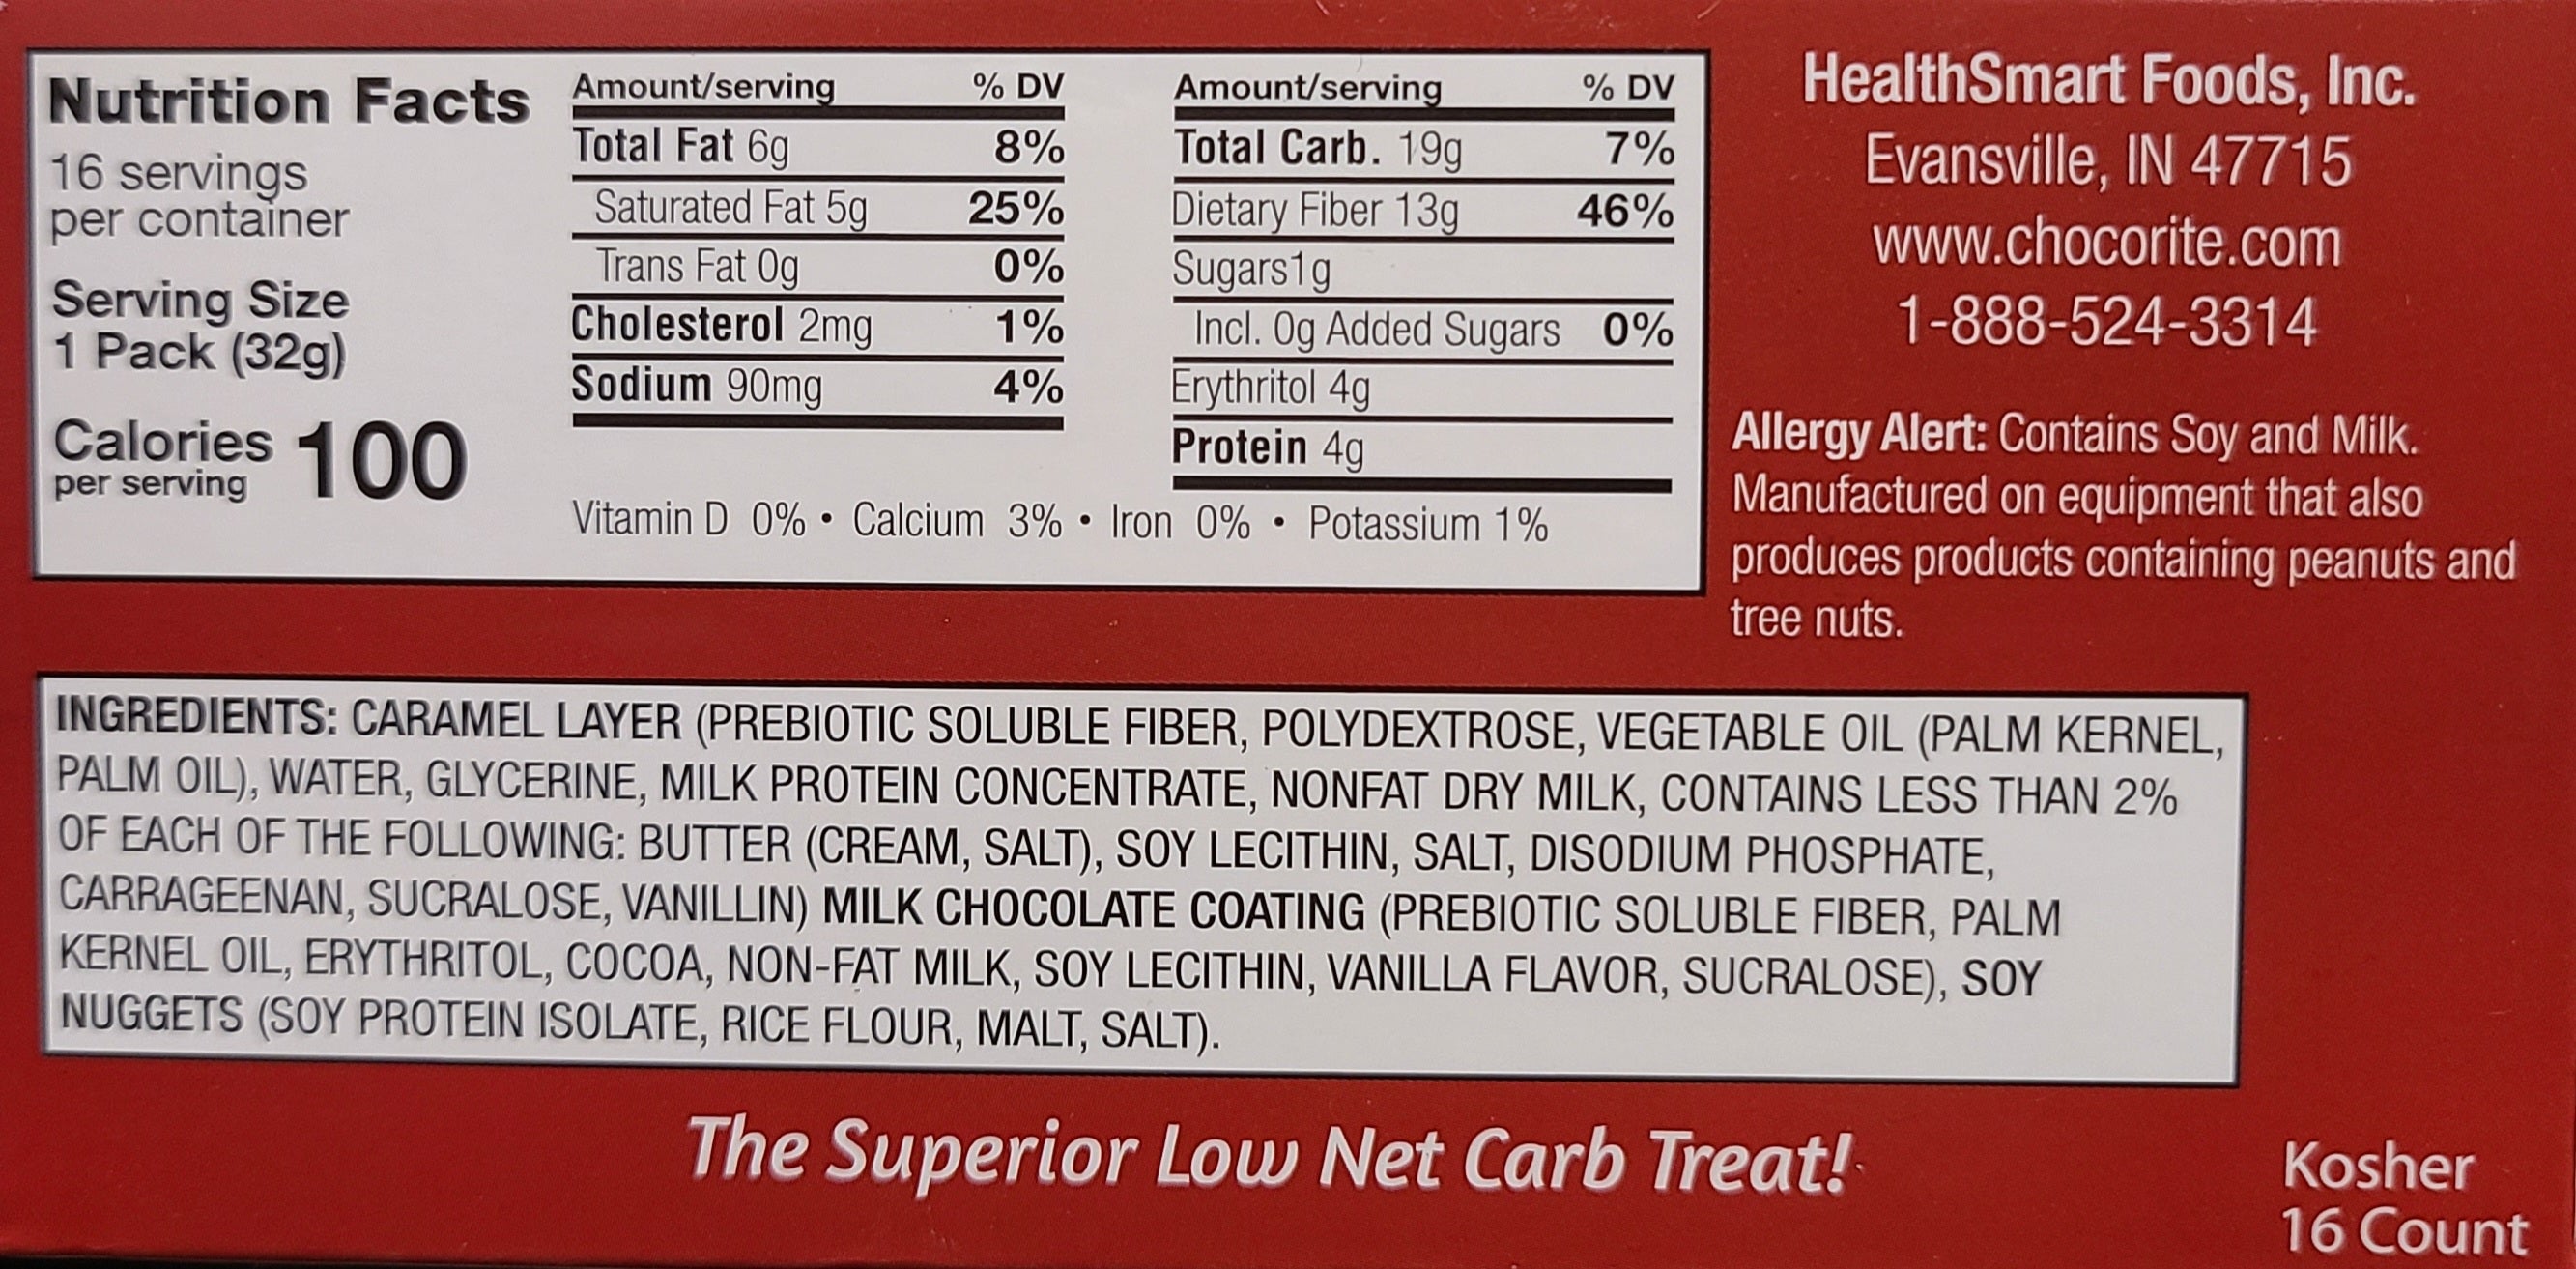 Nutrition Facts
16 servings
per container
Serving Size
1 Pack (32g)
Calories
per serving
100
Amount/serving % DV
Total Fat 6g 8%
Saturated Fat 5g 25%
Trans Fat 0g 0%
Cholesterol 2mg 1%
Sodium 90mg 4%
Amount/serving % DV
Total Carb. 19g 7%
Dietary Fiber 13g 46%
Sugars1g
Incl. 0g Added Sugars 0%
Erythritol 4g
Protein 4g
Vitamin D 0% • Calcium 3% • Iron 0% • Potassium 1%
HealthSmart Foods, Inc.
Evansville, IN 47715
www.chocorite.com
1-888-524-3314
Allergy Alert: Contains Soy and Milk.
Manufactured on equipment that also
produces products containing peanuts and
tree nuts.
INGREDIENTS: CARAMEL LAYER (PREBIOTIC SOLUBLE FIBER, POLYDEXTROSE, VEGETABLE OIL (PALM KERNEL,
PALM OIL), WATER, GLYCERINE, MILK PROTEIN CONCENTRATE, NONFAT DRY MILK, CONTAINS LESS THAN 2%
OF EACH OF THE FOLLOWING: BUTTER (CREAM, SALT), SOY LECITHIN, SALT, DISODIUM PHOSPHATE,
CARRAGEENAN, SUCRALOSE, VANILLIN) MILK CHOCOLATE COATING (PREBIOTIC SOLUBLE FIBER, PALM
KERNEL OIL, ERYTHRITOL, COCOA, NON-FAT MILK, SOY LECITHIN, VANILLA FLAVOR, SUCRALOSE), SOY
NUGGETS (SOY PROTEIN ISOLATE, RICE FLOUR, MALT, SALT).
The Superior Low Net Carb Treat!
Kosher
16 Count